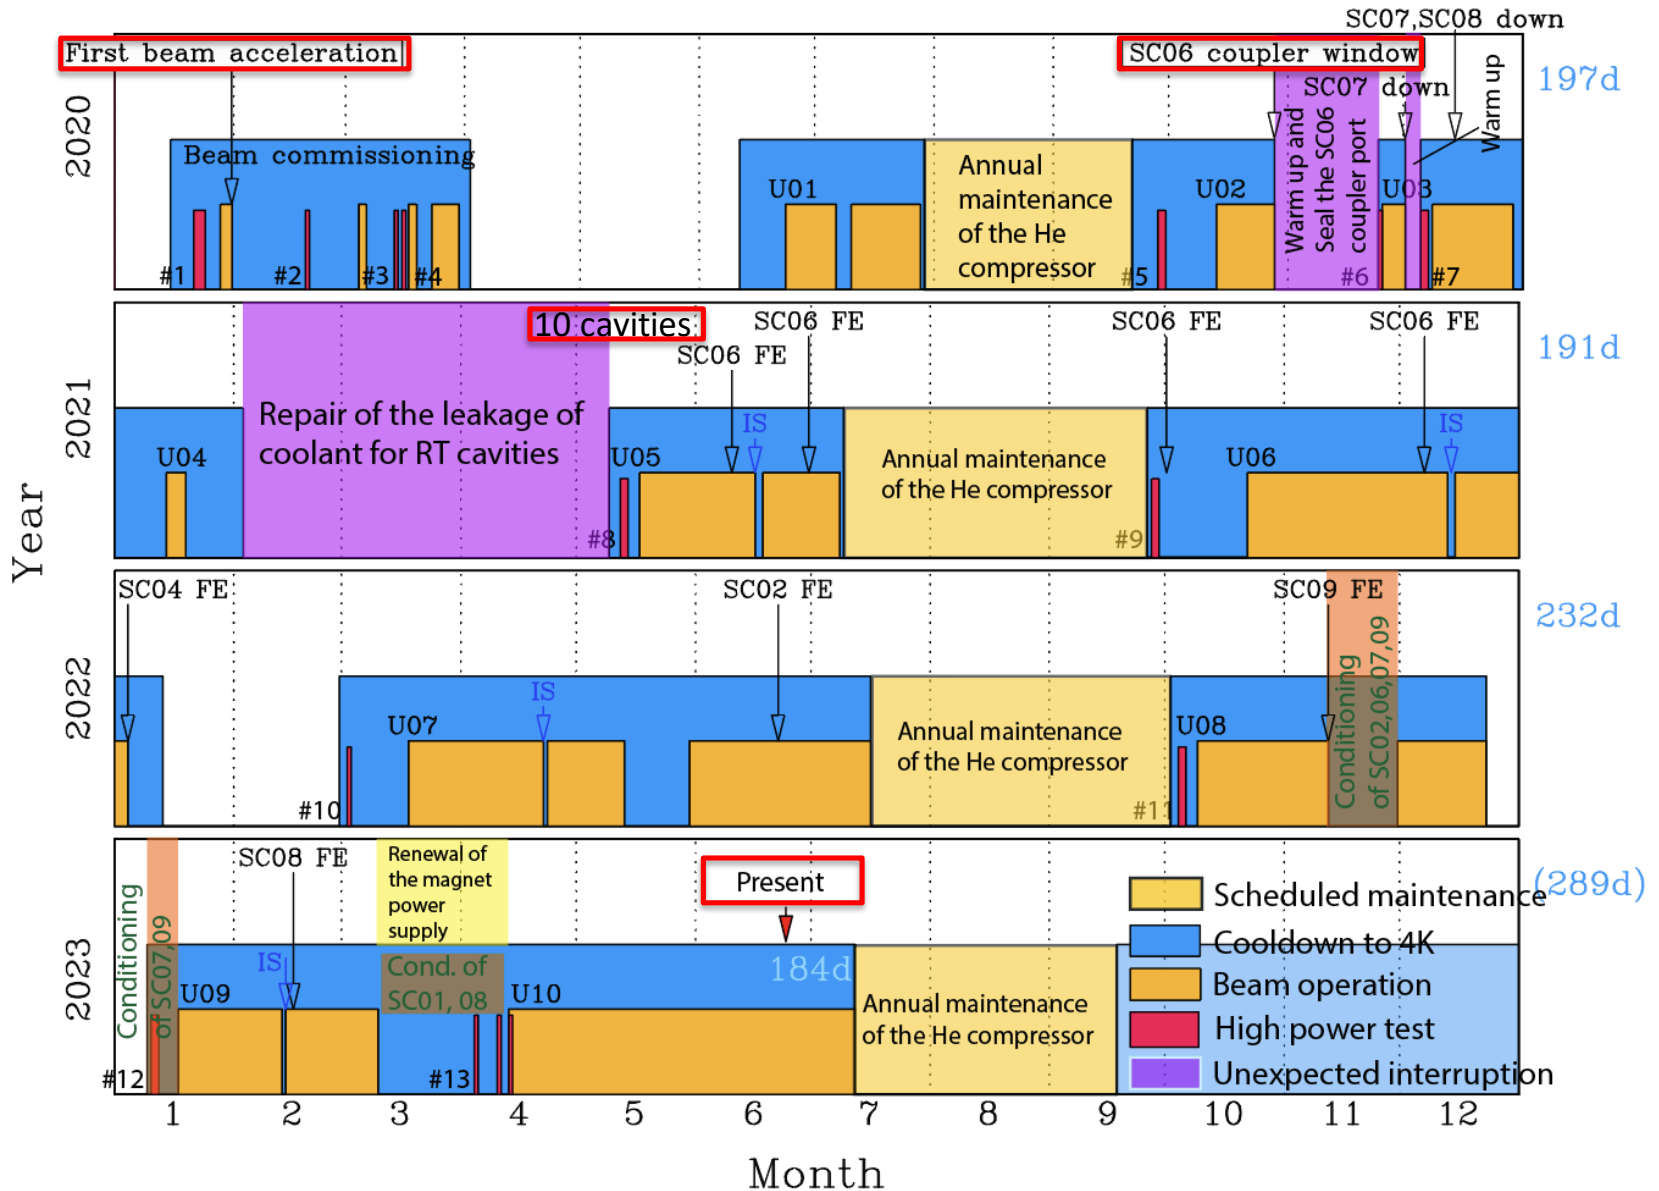 SC07,SC08 down
First beam acceleration
SC06 coupler window
197d
SC07 down
Warm up
2020
Beam commissioning
U01
Annual
maintenance
of the He
compressor
U02
Warm up and
Seal the SC06
coupler port
U03
#1
#2
#3
#4
#5
#6
#7
10 cavities
SC06 FE
SC06 FE
SC06 FE
SC06 FE
191d
2021
Repair of the leakage of
coolant for RT cavities
IS
IS
U04
U05
Annual maintenance
of the He compressor
U06
#8
#9
Year
SC04 FE
SC02 FE
SC09 FE
232d
2022
IS
U07
Annual maintenance
of the He compressor
U08
Conditioning
of SC02,06,07,09
#10
#11
SC08 FE
Renewal of
the magnet
power
supply
Present
(289d)
Scheduled maintenance
Cooldown to 4K
Beam operation
High power test
Unexpected interruption
2023
Conditioning
of SC07,09
IS
U09
Cond. of
SC01, 08
U10
184d
Annual maintenance
of the He compressor
#12
#13
1 2 3 4 5 6 7 8 9 10 11 12
Month